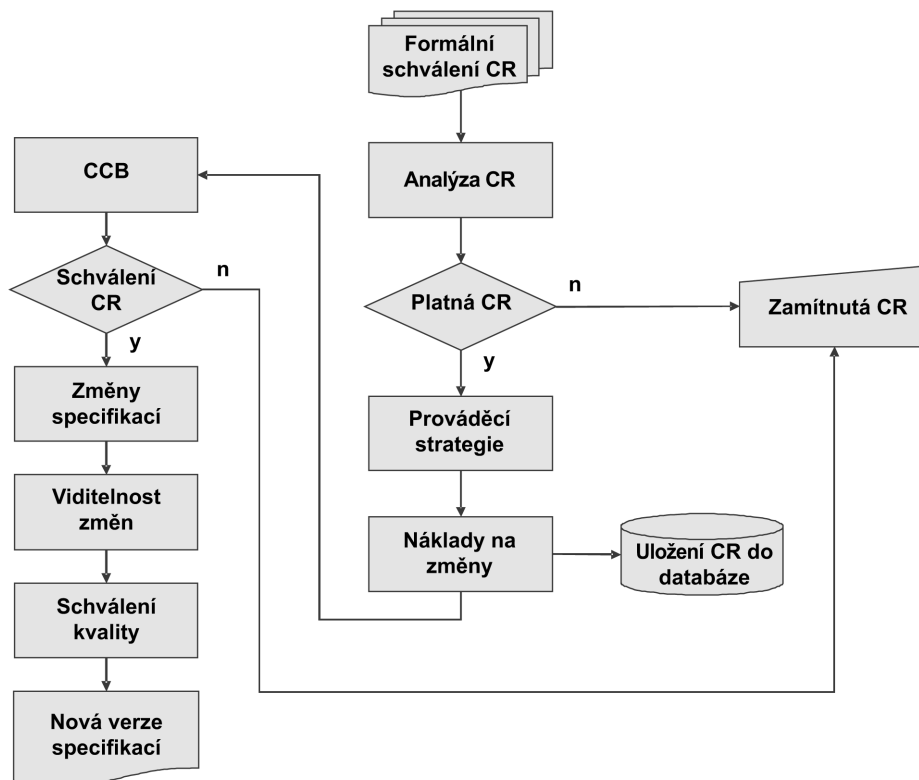 Formální
schválení CR
Analýza CR
Platná CR
n
Zamítnutá CR
y
Prováděcí
strategie
Náklady na
změny
Uložení CR do
databáze
CCB
Schválení
CR
n
y
Změny
specifikací
Viditelnost
změn
Schválení
kvality
Nová verze
specifikací